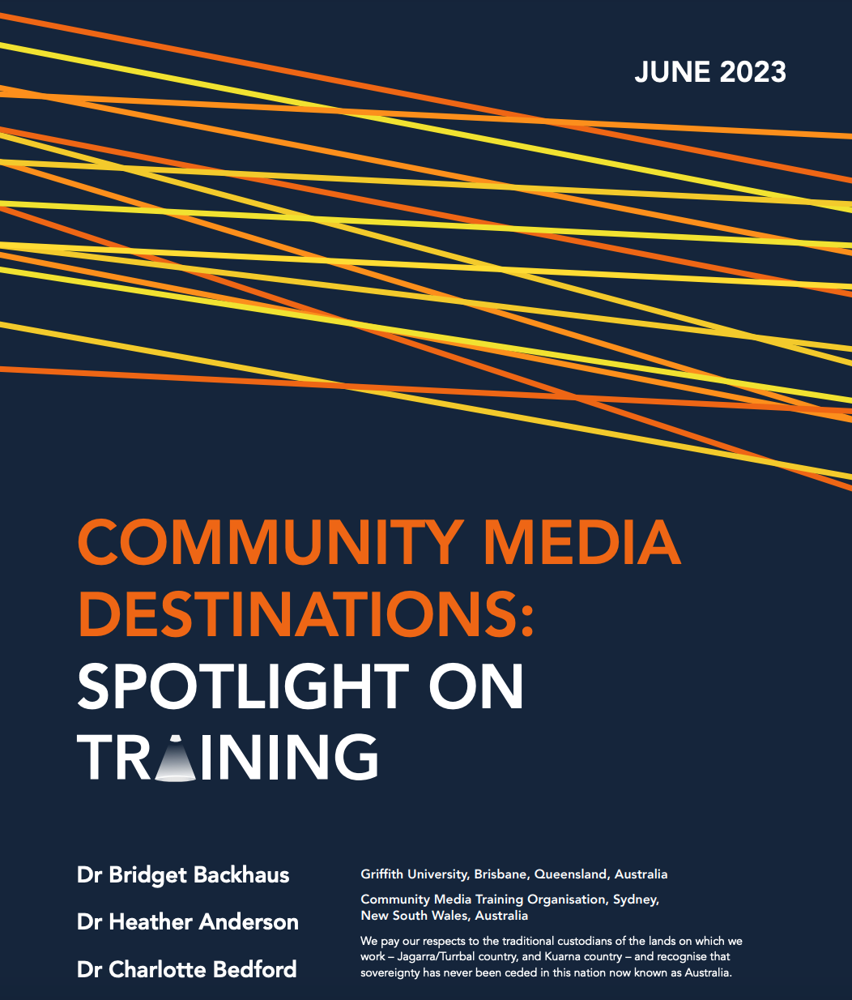 JUNE 2023
COMMUNITY MEDIA
DESTINATIONS:
SPOTLIGHT ON
TRAINING
Dr Bridget Backhaus
Dr Heather Anderson
Dr Charlotte Bedford
Griffith University, Brisbane, Queensland, Australia
Community Media Training Organisation, Sydney,
New South Wales, Australia
We pay our respects to the traditional custodians of the lands on which we
work – Jagarra/Turrbal country, and Kuarna country – and recognise that
sovereignty has never been ceded in this nation now known as Australia.